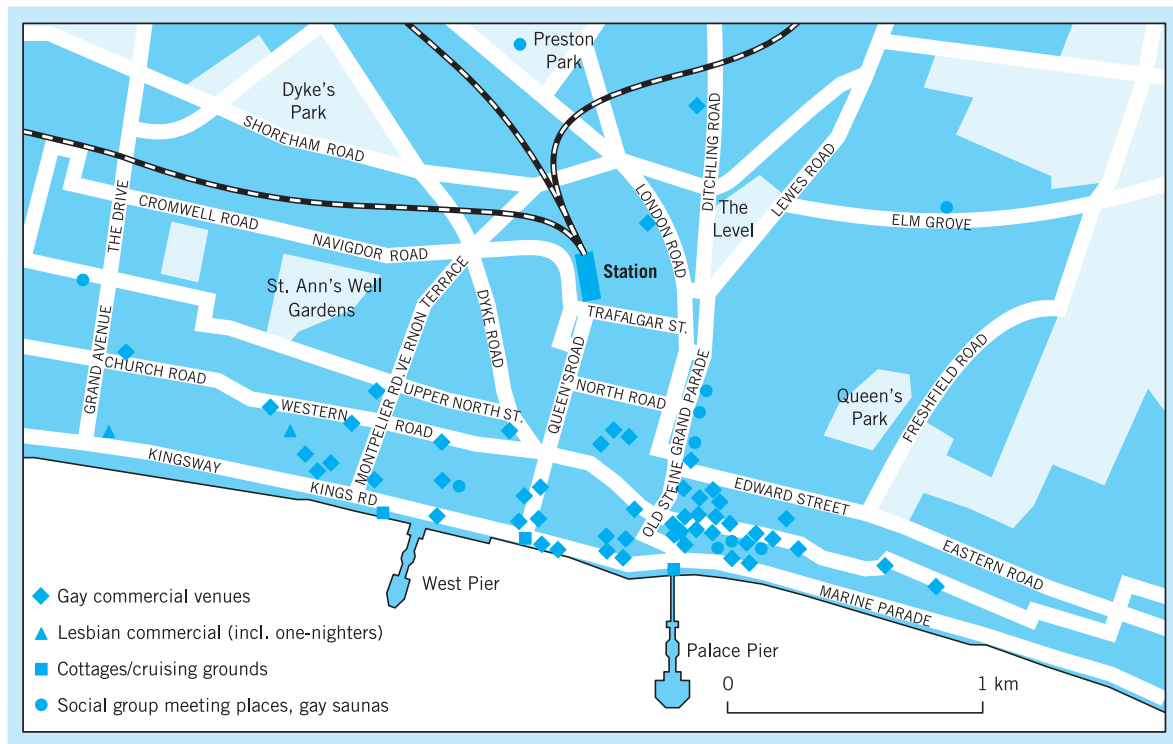 Preston
Park
Dyke's
Park
SHOREHAM ROAD
DITCHLING ROAD
LEWES ROAD
THE DRIVE
CROMWELL ROAD
NAVIGDOR ROAD
LONDON ROAD
The
Level
ELM GROVE
Station
St. Ann's Well
Gardens
TRAFALGAR ST.
GRAND AVENUE
MONTPELIER RD. VE RNON TERRACE
DYKE ROAD
QUEEN'SROAD
NORTH ROAD
CHURCH ROAD
UPPER NORTH ST.
WESTERN
ROAD
OLD STEINE GRAND PARADE
Queen's
Park
FRESHFIELD ROAD
KINGSWAY
KINGS RD
EDWARD STREET
EASTERN ROAD
MARINE PARADE
West Pier
Palace Pier
Gay commercial venues
Lesbian commercial (incl. one-nighters)
Cottages/cruising grounds
Social group meeting places, gay saunas
0
1 km